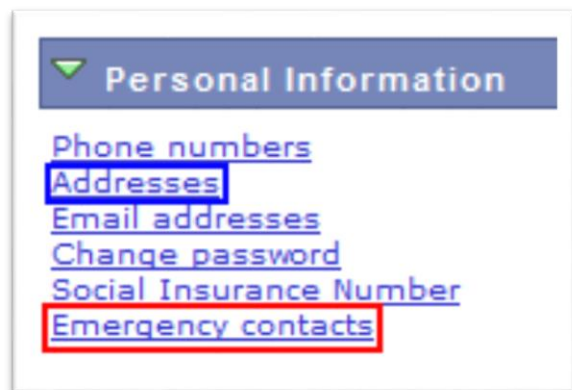 Personal Information
Phone numbers
Addresses
Email addresses
Change password
Social Insurance Number
Emergency contacts